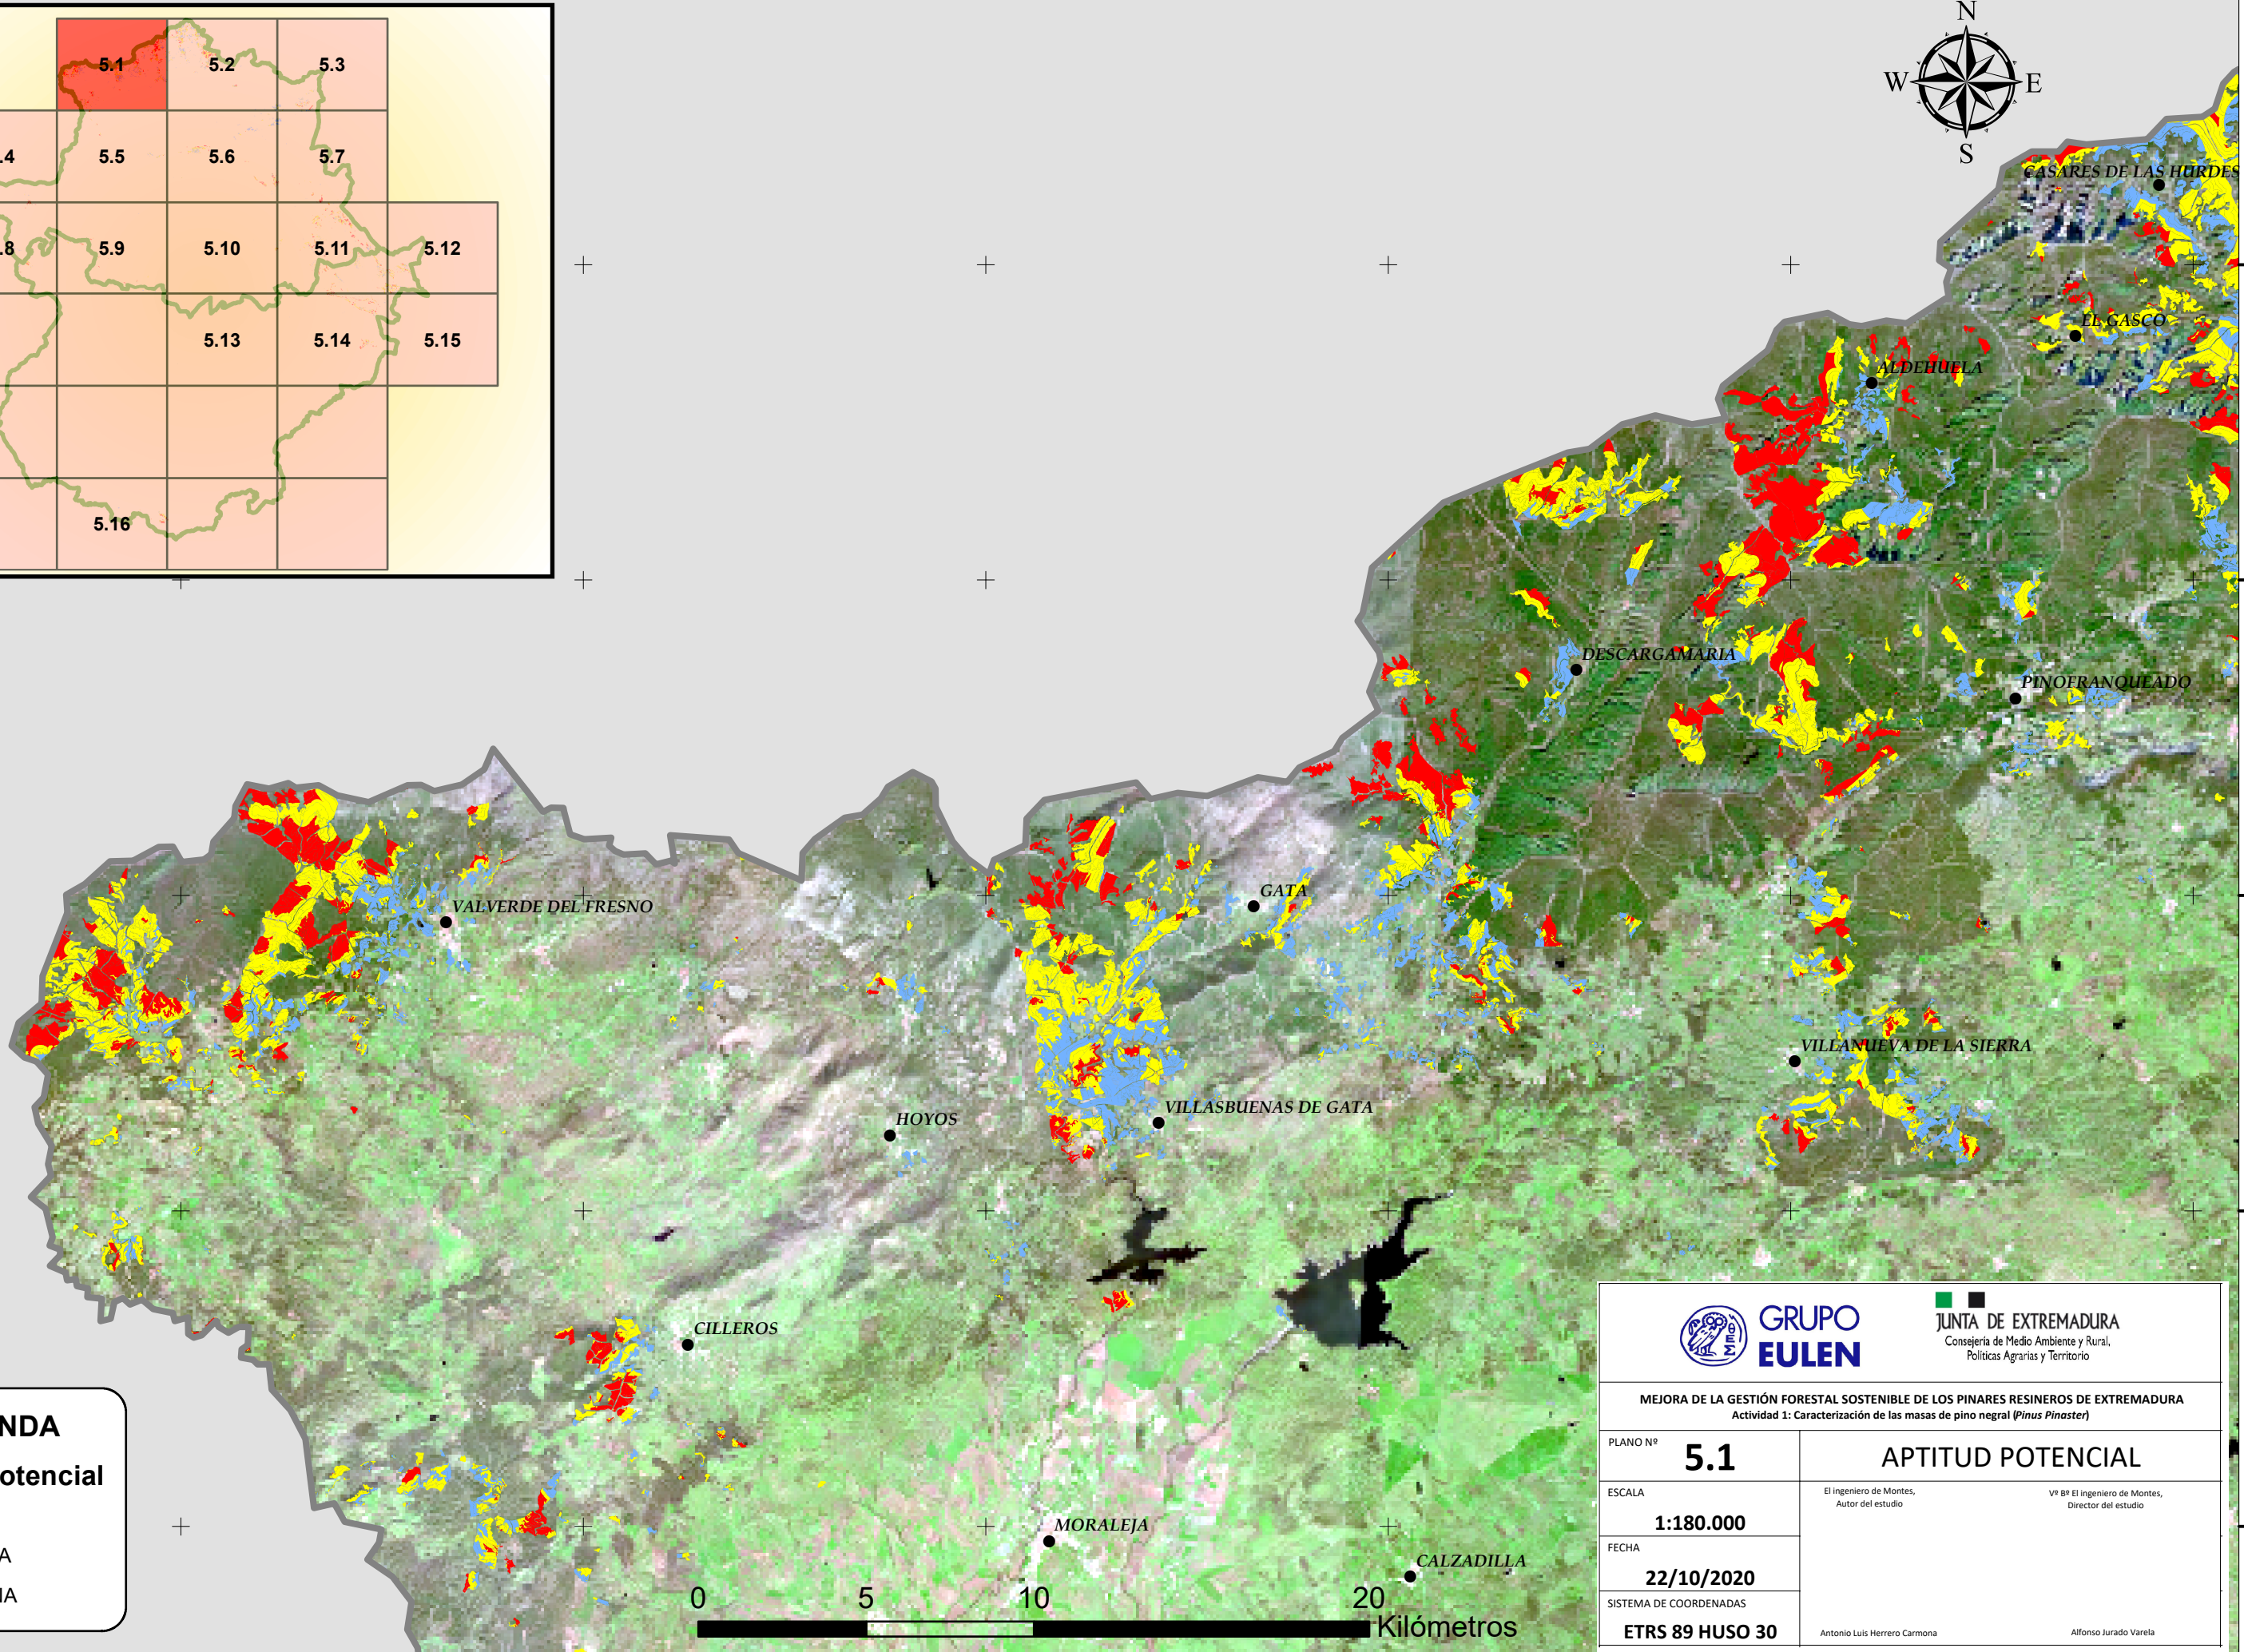 5.1
5.2
5.3
.4
5.5
5.6
5.7
.8
5.9
5.10
5.11
5.12
5.13
5.14
5.15
5.16
N
W
E
S
CASARES DE LAS HURDES
EL GASCO
ALDEHUELA
DESCARGAMARIA
PINOFRANQUEADO
GATA
VALVERDE DEL FRESNO
VILLANUEVA DE LA SIERRA
HOYOS
VILLASBUENAS DE GATA
CILLEROS
MORALEJA
CALZADILLA
NDA
otencial
A
IA
0
5
10
20
Kilómetros
GRUPO
EULEN
JUNTA DE EXTREMADURA
Consejería de Medio Ambiente y Rural,
Políticas Agrarias y Territorio
MEJORA DE LA GESTIÓN FORESTAL SOSTENIBLE DE LOS PINARES RESINEROS DE EXTREMADURA
Actividad 1: Caracterización de las masas de pino negral (Pinus Pinaster)
PLANO Nº
5.1
APTITUD POTENCIAL
ESCALA
1:180.000
El ingeniero de Montes,
Autor del estudio
Vº Bº El ingeniero de Montes,
Director del estudio
FECHA
22/10/2020
SISTEMA DE COORDENADAS
ETRS 89 HUSO 30
Antonio Luis Herrero Carmona
Alfonso Jurado Varela